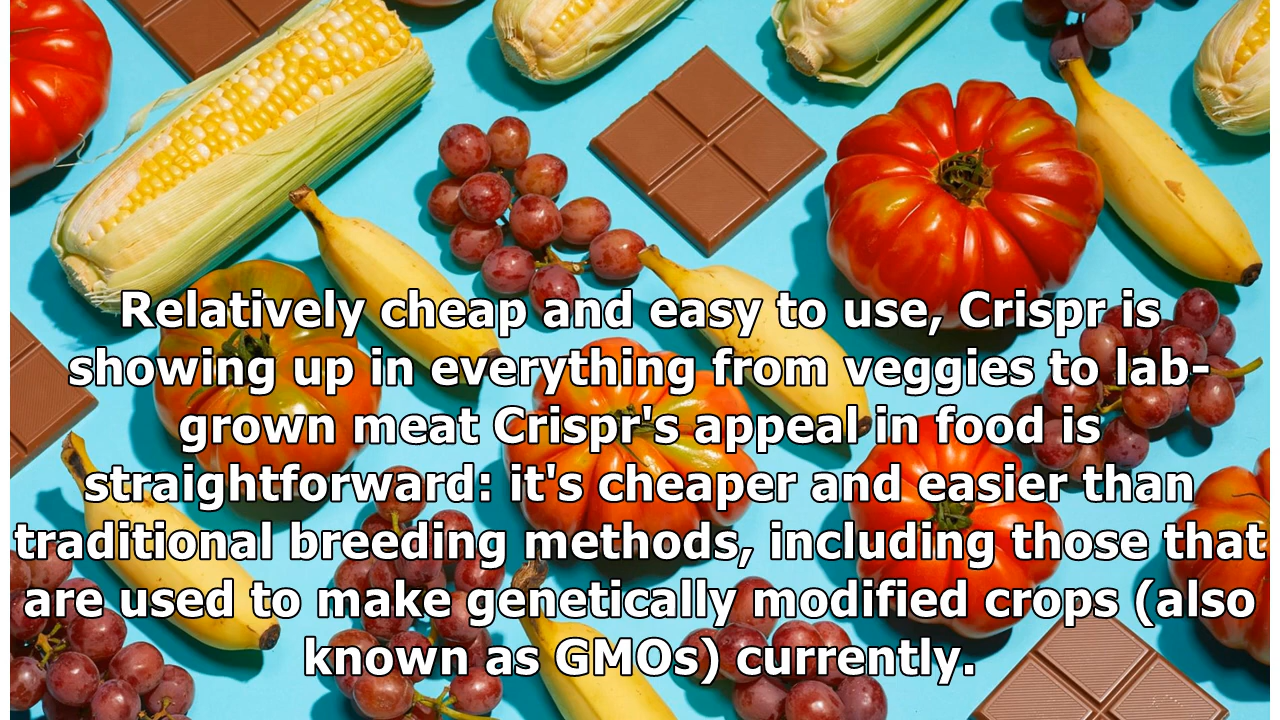 Relatively cheap and easy to use, Crispr is
showing up in everything from veggies to lab-
grown meat Crispr's appeal in food is
straightforward: it's cheaper and easier than
traditional breeding methods, including those that
are used to make genetically modified crops (also
known as GMOs) currently.